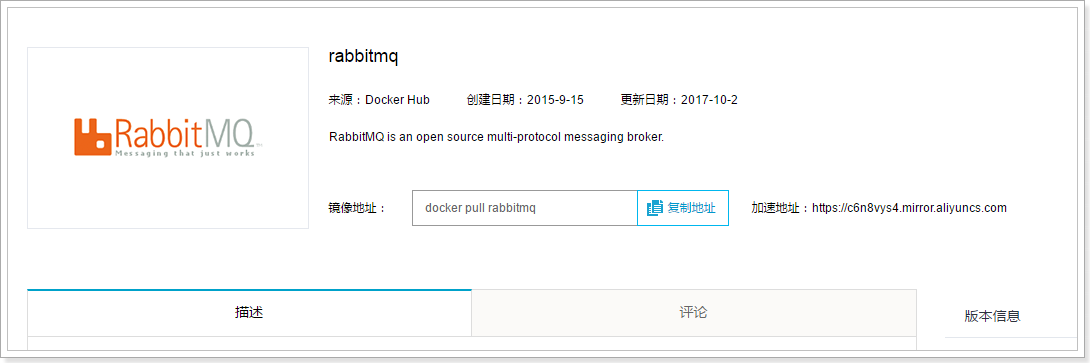 rabbitmq
来源：Docker Hub 创建日期：2015-9-15 更新日期：2017-10-2
RabbitMQ is an open source multi-protocol messaging broker.
RabbitMQ
Messaging that just works
镜像地址： docker pull rabbitmq 复制地址 加速地址：https://c6n8vys4.mirror.aliyuncs.com
描述 评论
版本信息